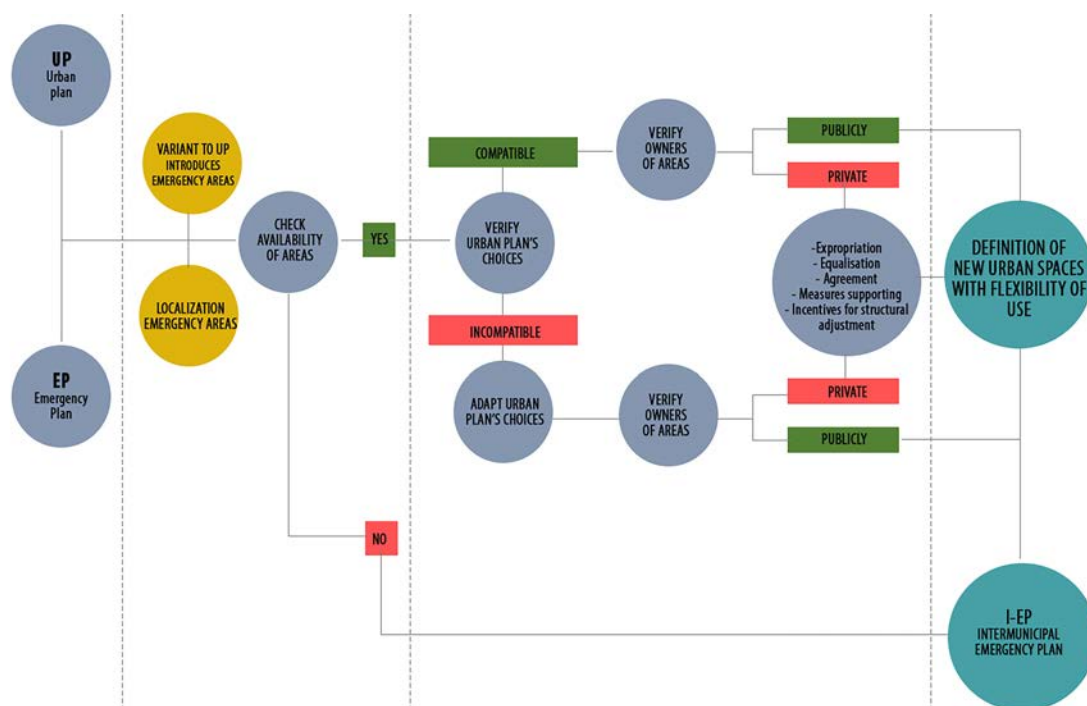 UP
Urban
plan
EP
Emergency
Plan
VARIANT TO UP
INTRODUCES
EMERGENCY AREAS
LOCALIZATION
EMERGENCY AREAS
CHECK
AVAILABILITY
OF AREAS
YES
NO
COMPATIBLE
VERIFY
URBAN PLAN'S
CHOICES
INCOMPATIBLE
ADAPT URBAN
PLAN'S CHOICES
VERIFY
OWNERS
OF AREAS
VERIFY
OWNERS
OF AREAS
PUBLICLY
PRIVATE
-Expropriation
- Equalisation
- Agreement
- Measures supporting
- Incentives for structural
adjustment
PRIVATE
PUBLICLY
DEFINITION OF
NEW URBAN SPACES
WITH FLEXIBILITY OF
USE
I-EP
INTERMUNICIPAL
EMERGENCY PLAN